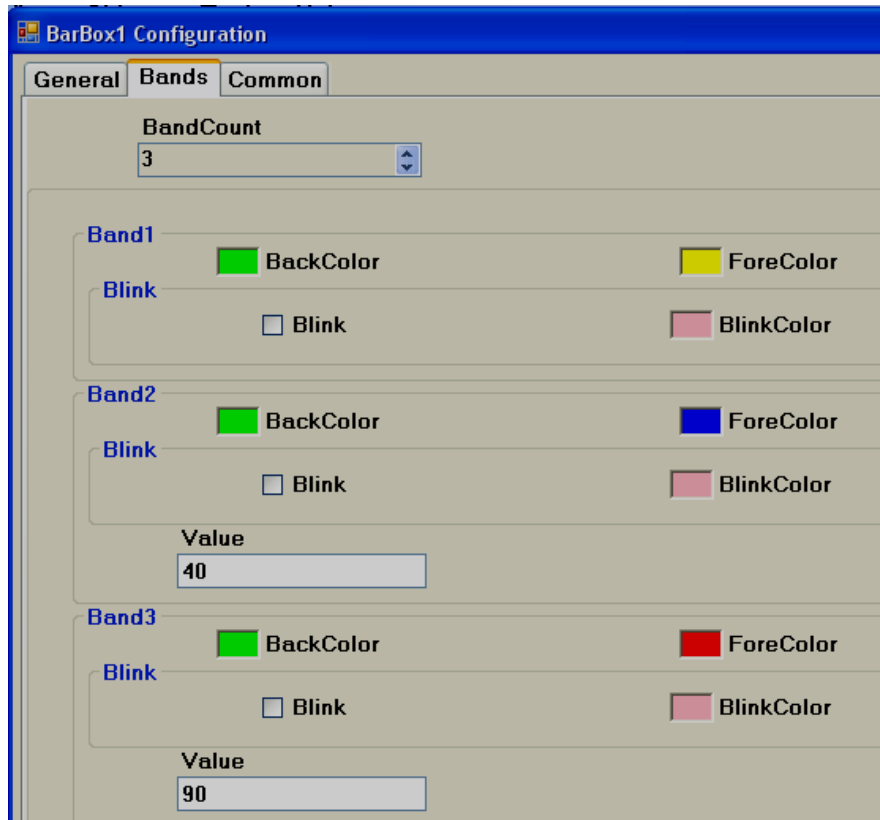 BarBox1 Configuration
General Bands Common
BandCount
3
Band1
BackColor ForeColor
Blink
Blink BlinkColor
Band2
BackColor ForeColor
Blink
Blink BlinkColor
Value
40
Band3
BackColor ForeColor
Blink
Blink BlinkColor
Value
90